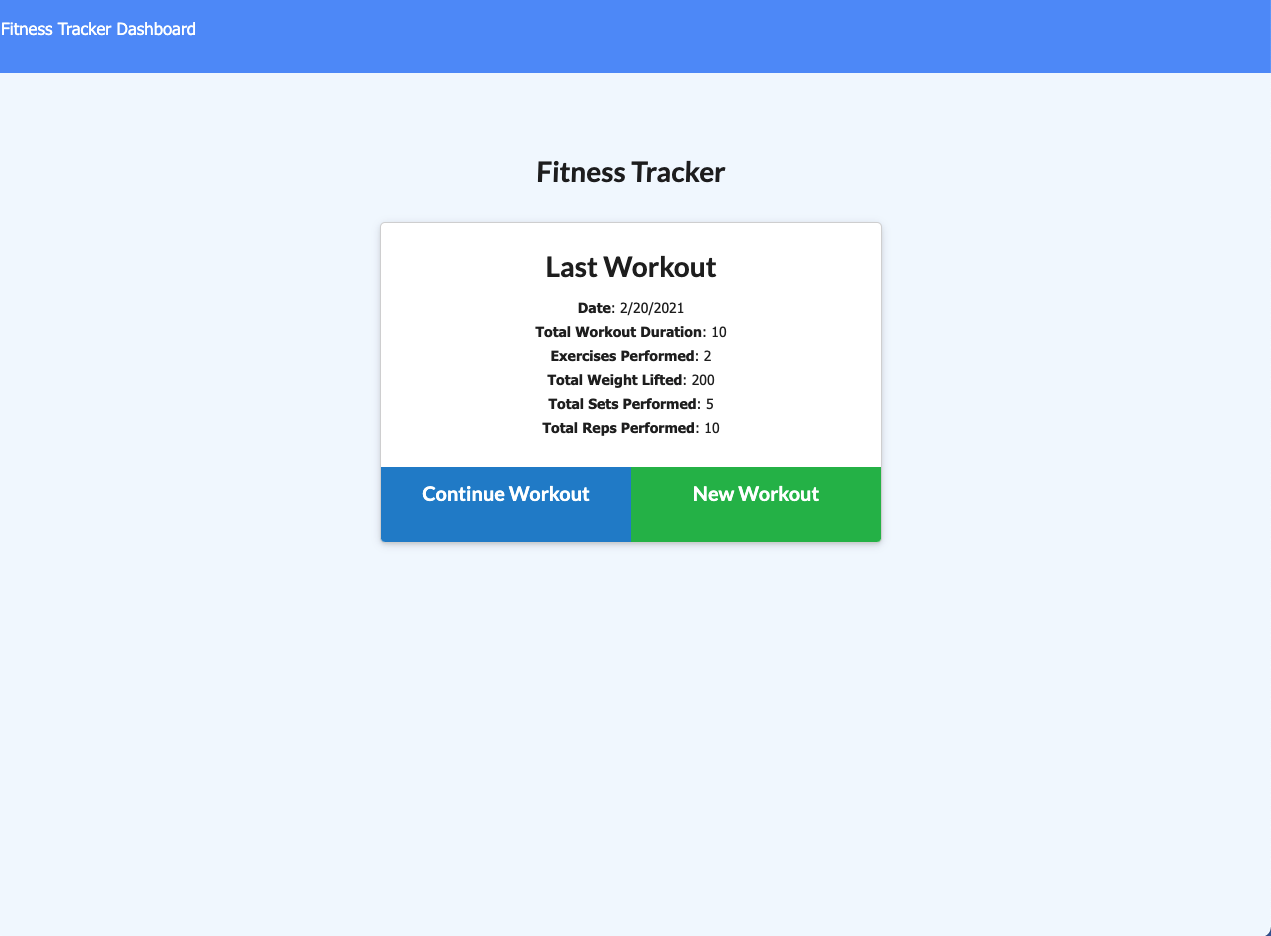 Fitness Tracker Dashboard
Fitness Tracker
Last Workout
Date: 2/20/2021
Total Workout Duration: 10
Exercises Performed: 2
Total Weight Lifted: 200
Total Sets Performed: 5
Total Reps Performed: 10
Continue Workout
New Workout